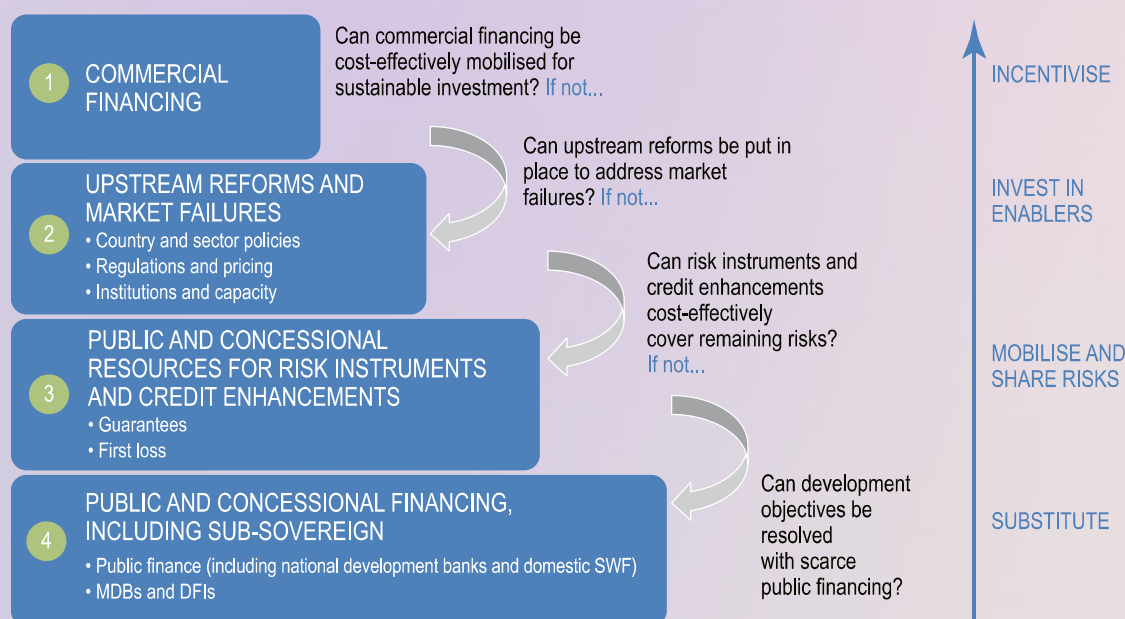 1
COMMERCIAL
FINANCING
Can commercial financing be
cost-effectively mobilised for
sustainable investment? If not...
INCENTIVISE
2
UPSTREAM REFORMS AND
MARKET FAILURES
• Country and sector policies
• Regulations and pricing
• Institutions and capacity
Can upstream reforms be put in
place to address market
failures? If not...
INVEST IN
ENABLERS
3
PUBLIC AND CONCESSIONAL
RESOURCES FOR RISK INSTRUMENTS
AND CREDIT ENHANCEMENTS
• Guarantees
• First loss
Can risk instruments and
credit enhancements
cost-effectively
cover remaining risks?
If not...
MOBILISE AND
SHARE RISKS
4
PUBLIC AND CONCESSIONAL FINANCING,
INCLUDING SUB-SOVEREIGN
• Public finance (including national development banks and domestic SWF)
• MDBs and DFIs
Can development
objectives be
resolved
with scarce
public financing?
SUBSTITUTE